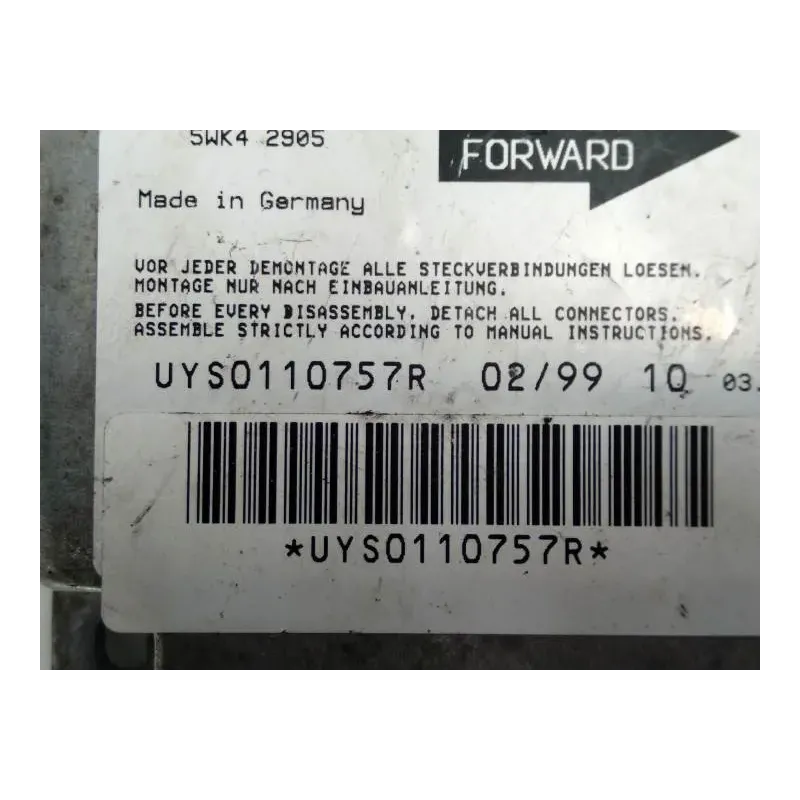 5WK4 2905
FORWARD
Made in Germany
VOR JEDER DEMONTAGE ALLE STECKVERBINDUNGEN LOESEN.
MONTAGE NUR NACH EINBAUANLEITUNG.
BEFORE EVERY DISASSEMBLY, DETACH ALL CONNECTORS.
ASSEMBLE STRICTLY ACCORDING TO MANUAL INSTRUCTIONS.
UYS0110757R 02/99 10 03.
*UYS0110757R*